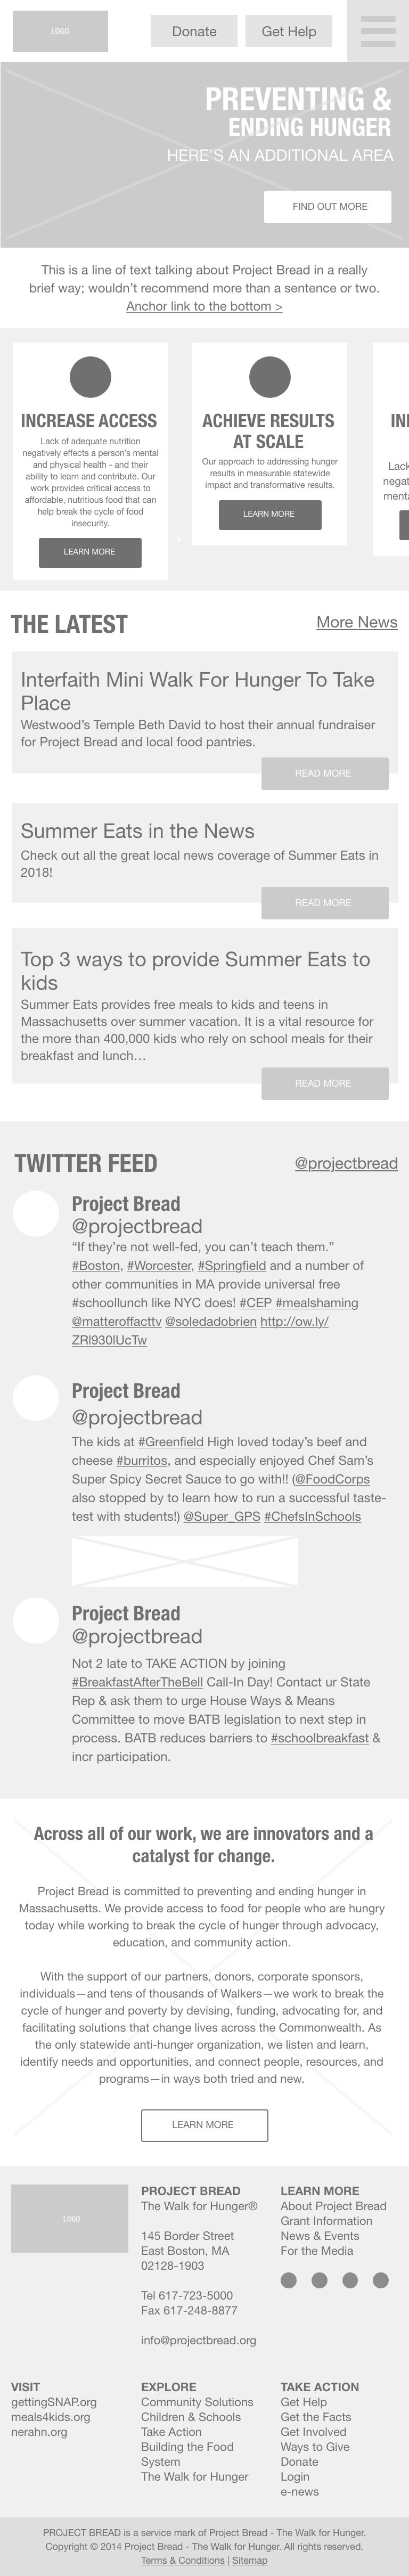 LOGO
Donate
Get Help
PREVENTING &
ENDING HUNGER
HERE'S AN ADDITIONAL AREA
FIND OUT MORE
This is a line of text talking about Project Bread in a really
brief way; wouldn't recommend more than a sentence or two.
Anchor link to the bottom >
INCREASE ACCESS
Lack of adequate nutrition
negatively effects a person's mental
and physical health - and their
ability to learn and contribute. Our
work provides critical access to
affordable, nutritious food that can
help break the cycle of food
insecurity.
LEARN MORE
ACHIEVE RESULTS
AT SCALE
Our approach to addressing hunger
results in measurable statewide
impact and transformative results.
LEARN MORE
IN
Lack
negat
menta
THE LATEST
More News
Interfaith Mini Walk For Hunger To Take
Place
Westwood's Temple Beth David to host their annual fundraiser
for Project Bread and local food pantries.
READ MORE
Summer Eats in the News
Check out all the great local news coverage of Summer Eats in
2018!
READ MORE
Top 3 ways to provide Summer Eats to
kids
Summer Eats provides free meals to kids and teens in
Massachusetts over summer vacation. It is a vital resource for
the more than 400,000 kids who rely on school meals for their
breakfast and lunch…
READ MORE
TWITTER FEED
@projectbread
Project Bread
@projectbread
“If they're not well-fed, you can't teach them.”
#Boston, #Worcester, #Springfield and a number of
other communities in MA provide universal free
#schoollunch like NYC does! #CEP #mealshaming
@matteroffacttv @soledadobrien http://ow.ly/
ZRl930lUcTw
Project Bread
@projectbread
The kids at #Greenfield High loved today's beef and
cheese #burritos, and especially enjoyed Chef Sam's
Super Spicy Secret Sauce to go with!! (@FoodCorps
also stopped by to learn how to run a successful taste-
test with students!) @Super_GPS #ChefsInSchools
Project Bread
@projectbread
Not 2 late to TAKE ACTION by joining
#BreakfastAfterTheBell Call-In Day! Contact ur State
Rep & ask them to urge House Ways & Means
Committee to move BATB legislation to next step in
process. BATB reduces barriers to #schoolbreakfast &
incr participation.
Across all of our work, we are innovators and a
catalyst for change.
Project Bread is committed to preventing and ending hunger in
Massachusetts. We provide access to food for people who are hungry
today while working to break the cycle of hunger through advocacy,
education, and community action.
With the support of our partners, donors, corporate sponsors,
individuals—and tens of thousands of Walkers—we work to break the
cycle of hunger and poverty by devising, funding, advocating for, and
facilitating solutions that change lives across the Commonwealth. As
the only statewide anti-hunger organization, we listen and learn,
identify needs and opportunities, and connect people, resources, and
programs—in ways both tried and new.
LEARN MORE
LOGO
PROJECT BREAD
The Walk for Hunger®
145 Border Street
East Boston, MA
02128-1903
Tel 617-723-5000
Fax 617-248-8877
info@projectbread.org
LEARN MORE
About Project Bread
Grant Information
News & Events
For the Media
VISIT
gettingSNAP.org
meals4kids.org
nerahn.org
EXPLORE
Community Solutions
Children & Schools
Take Action
Building the Food
System
The Walk for Hunger
TAKE ACTION
Get Help
Get the Facts
Get Involved
Ways to Give
Donate
Login
e-news
PROJECT BREAD is a service mark of Project Bread - The Walk for Hunger.
Copyright © 2014 Project Bread - The Walk for Hunger. All rights reserved.
Terms & Conditions | Sitemap